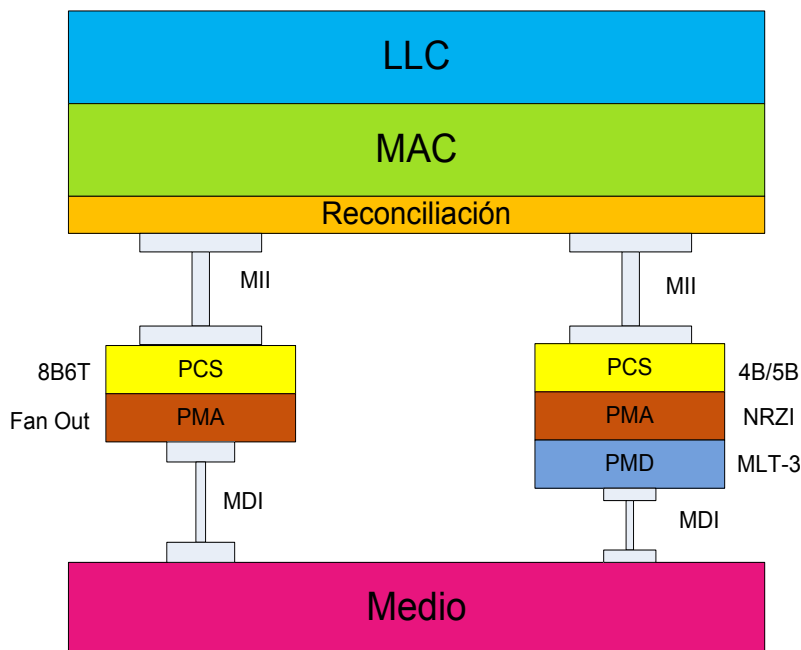 LLC
MAC
Reconciliación
MII
MII
8B6T
PCS
PCS
4B/5B
Fan Out
PMA
PMA
NRZI
PMD
MLT-3
MDI
MDI
Medio